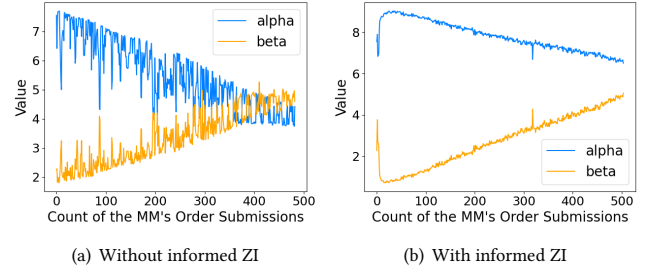 alpha
beta
7
6
5
4
3
2
Value
0 100 200 300 400 500
Count of the MM's Order Submissions
(a) Without informed ZI
8
6
4
2
Value
alpha
beta
0 100 200 300 400 500
Count of the MM's Order Submissions
(b) With informed ZI